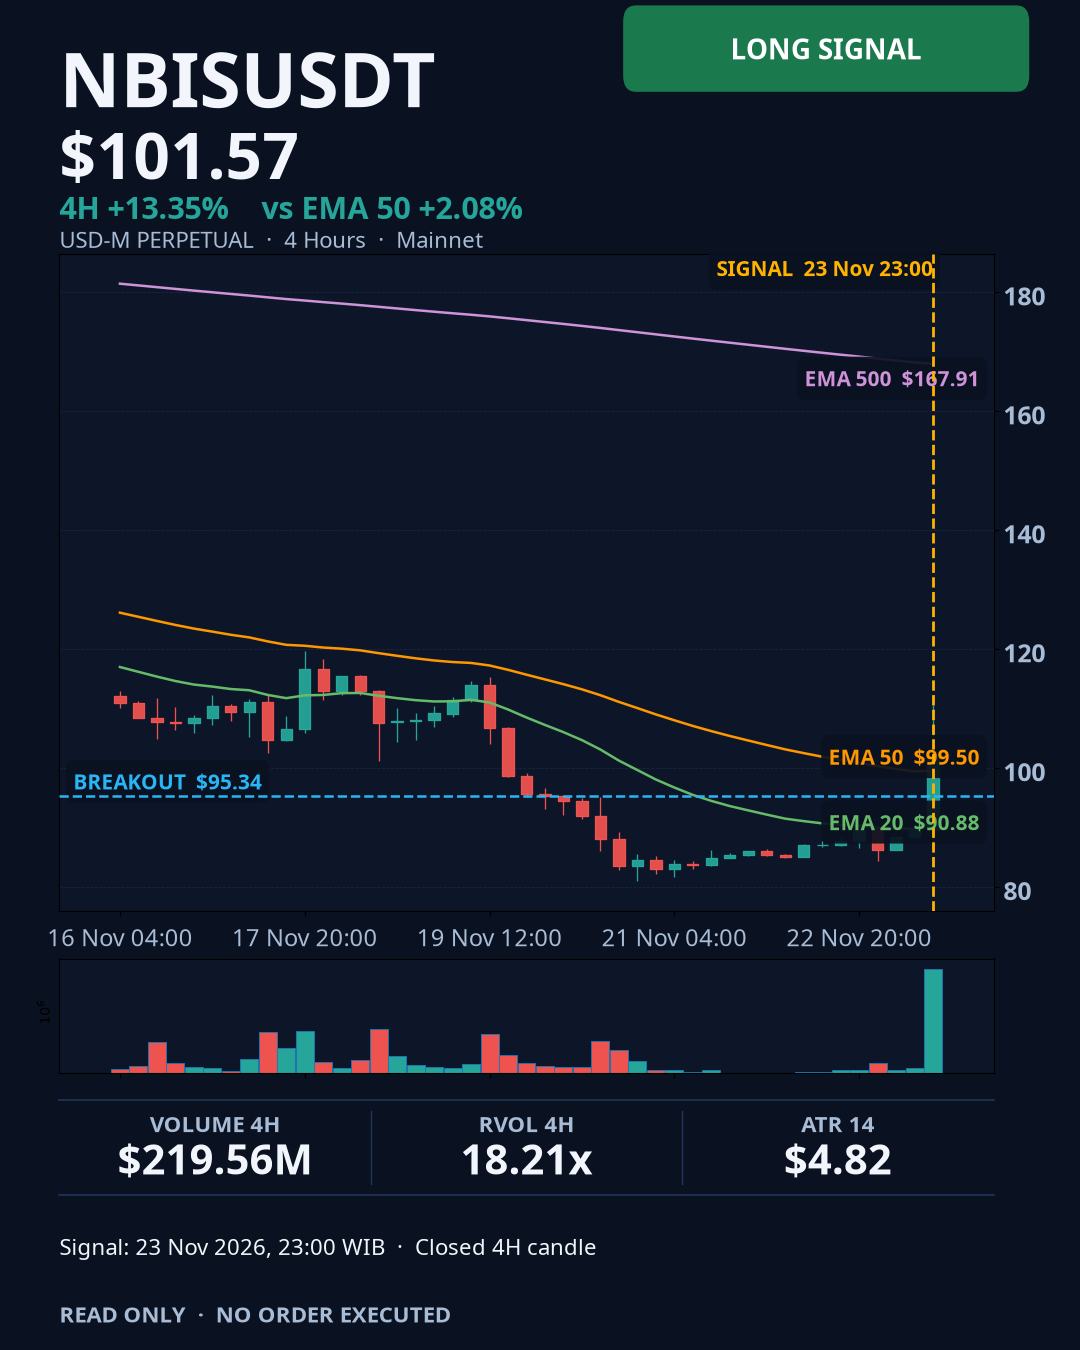 LONG SIGNAL
NBISUSDT
$101.57
4H +13.35% vs EMA 50 +2.08%
USD-M PERPETUAL · 4 Hours · Mainnet
SIGNAL 23 Nov 23:00
180
EMA 500 $167.91
160
140
120
EMA 50 $99.50
100
BREAKOUT $95.34
EMA 20 $90.88
80
16 Nov 04:00 17 Nov 20:00 19 Nov 12:00 21 Nov 04:00 22 Nov 20:00
10⁶
VOLUME 4H RVOL 4H ATR 14
$219.56M 18.21x $4.82
Signal: 23 Nov 2026, 23:00 WIB · Closed 4H candle
READ ONLY · NO ORDER EXECUTED